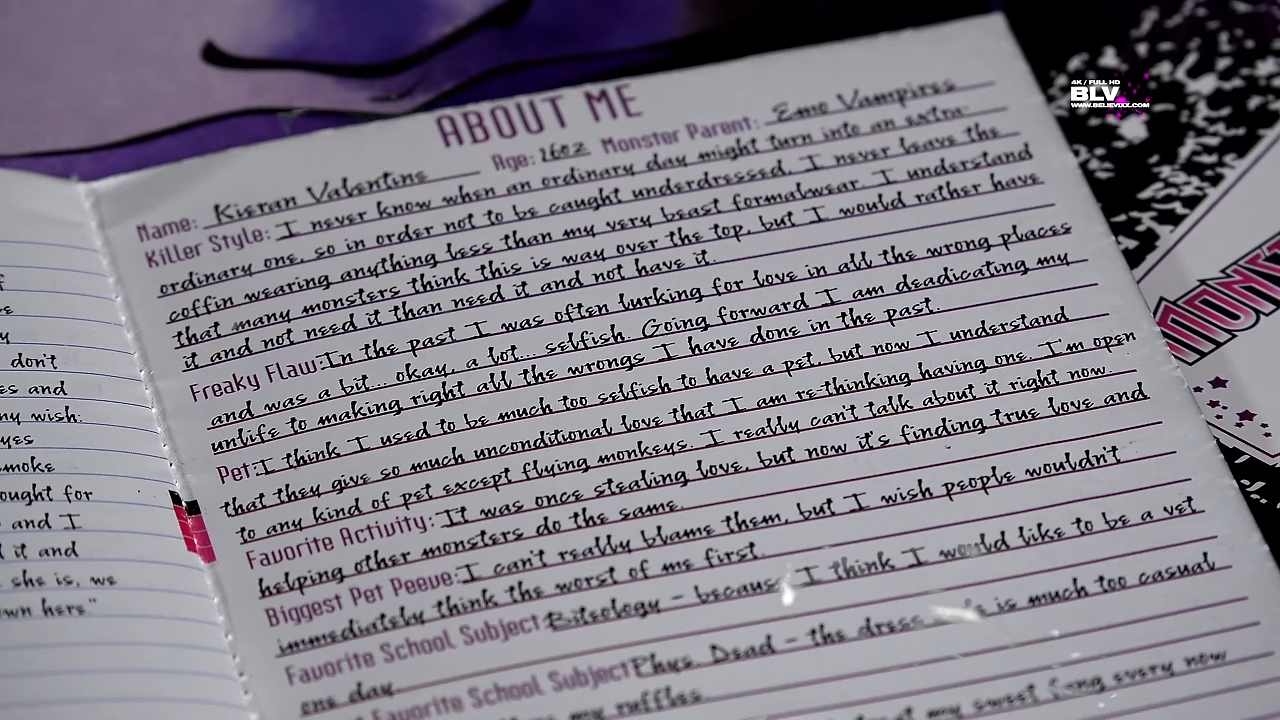 4K / FULL HD
BLV
WWW.BELIEVIXX.COM
ABOUT ME
Name: Kieran Valentine Age: 1602 Monster Parent: Emo Vampires
Killer Style: I never know when an ordinary day might turn into an extra-
ordinary one, so in order not to be caught underdressed, I never leave the
coffin wearing anything less than my very beast formalwear. I understand
that many monsters think this is way over the top, but I would rather have
it and not need it than need it and not have it.
Freaky Flaw: In the past I was often lurking for love in all the wrong places
and was a bit... okay, a lot... selfish. Going forward I am deadicating my
unlife to making right all the wrongs I have done in the past.
Pet: I think I used to be much too selfish to have a pet, but now I understand
that they give so much unconditional love that I am re-thinking having one. I'm open
to any kind of pet except flying monkeys. I really can't talk about it right now.
Favorite Activity: It was once stealing love, but now it's finding true love and
helping other monsters do the same.
Biggest Pet Peeve: I can't really blame them, but I wish people wouldn't
immediately think the worst of me first.
Favorite School Subject: Biteology - because I think I would like to be a vet
one day.
Favorite School Subject Phys. Dead - the dress is much too casual
my ruffles
my sweet fang every now
don't
es and
my wish:
yes
smoke
ought for
and I
it and
she is, we
own here"
MONST